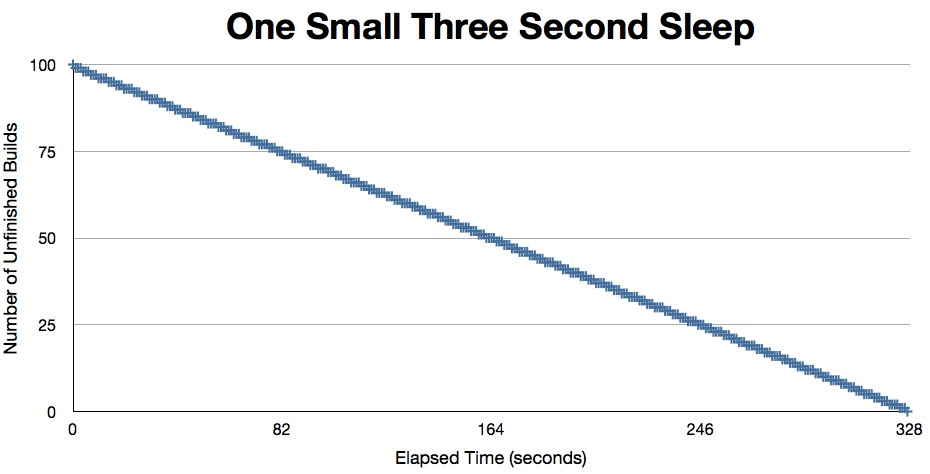 One Small Three Second Sleep
100
75
50
25
0
Number of Unfinished Builds
0 82 164 246 328
Elapsed Time (seconds)